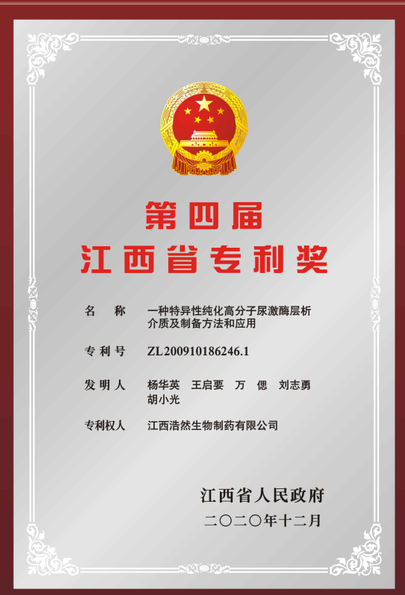 第四届
江西省专利奖
名 称 一种特异性纯化高分子尿激酶层析
介质及制备方法和应用
专 利 号 ZL200910186246.1
发 明 人 杨华英 王启要 万 偲 刘志勇
胡小光
专利权人 江西浩然生物制药有限公司
江西省人民政府
二〇二〇年十二月